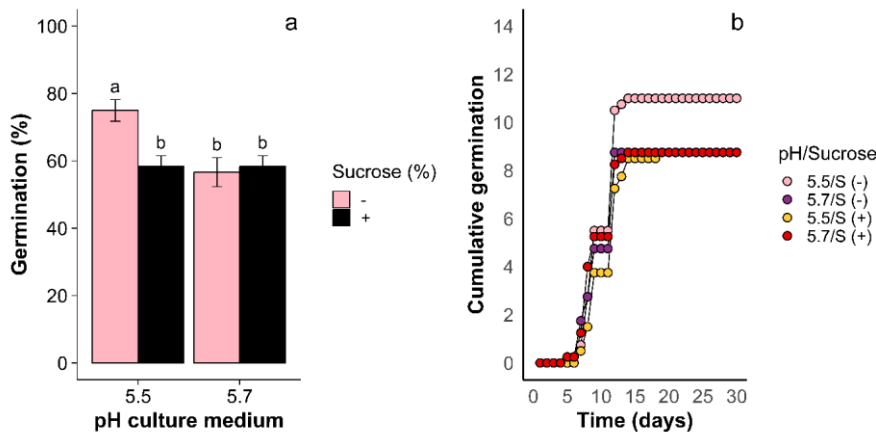 a
100
80
60
40
20
0
Germination (%)
a
b
b
b
5.5
5.7
pH culture medium
Sucrose (%)
-
+
b
14
12
10
8
6
4
2
0
Cumulative germination
0 5 10 15 20 25 30
Time (days)
pH/Sucrose
5.5/S (-)
5.7/S (-)
5.5/S (+)
5.7/S (+)